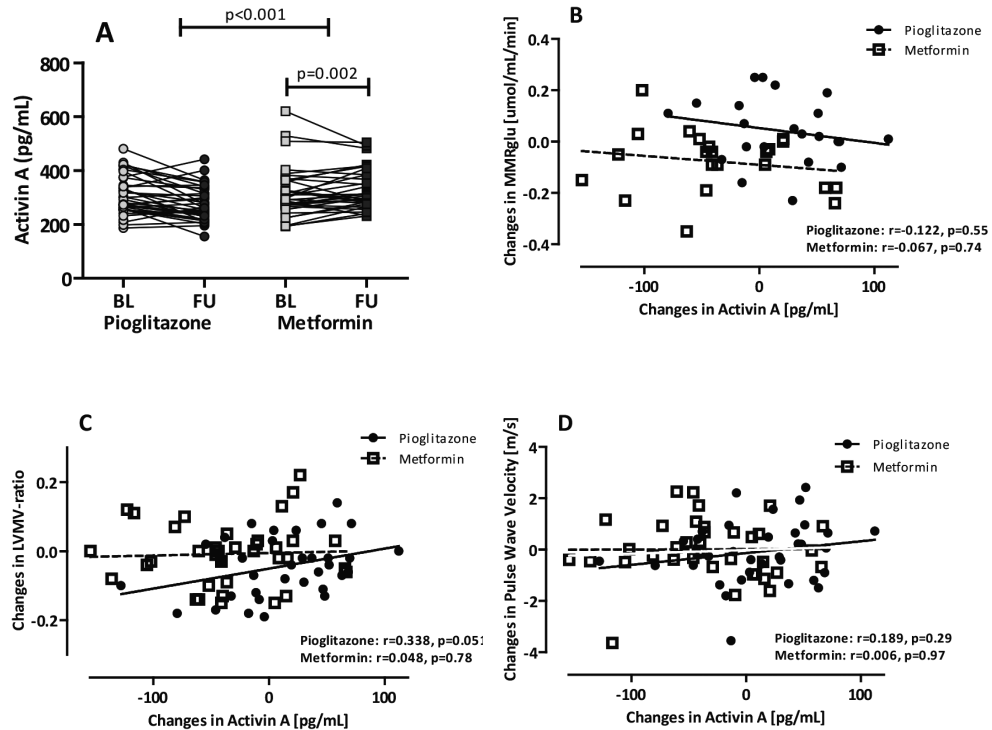 A
p<0.001
p=0.002
Activin A (pg/mL)
800
600
400
200
0
BL FU BL FU
Pioglitazone Metformin
B
Pioglitazone
Metformin
Changes in MMRglu [umol/mL/min]
0.4
0.2
0.0
-0.2
-0.4
Pioglitazone: r=-0.122, p=0.55
Metformin: r=-0.067, p=0.74
-100 0 100
Changes in Activin A [pg/mL]
C
Pioglitazone
Metformin
Changes in LVMV-ratio
0.2
0.0
-0.2
Pioglitazone: r=0.338, p=0.051
Metformin: r=0.048, p=0.78
-100 0 100
Changes in Activin A [pg/mL]
D
Pioglitazone
Metformin
Changes in Pulse Wave Velocity [m/s]
4
2
0
-2
-4
Pioglitazone: r=0.189, p=0.29
Metformin: r=0.006, p=0.97
-100 0 100
Changes in Activin A [pg/mL]